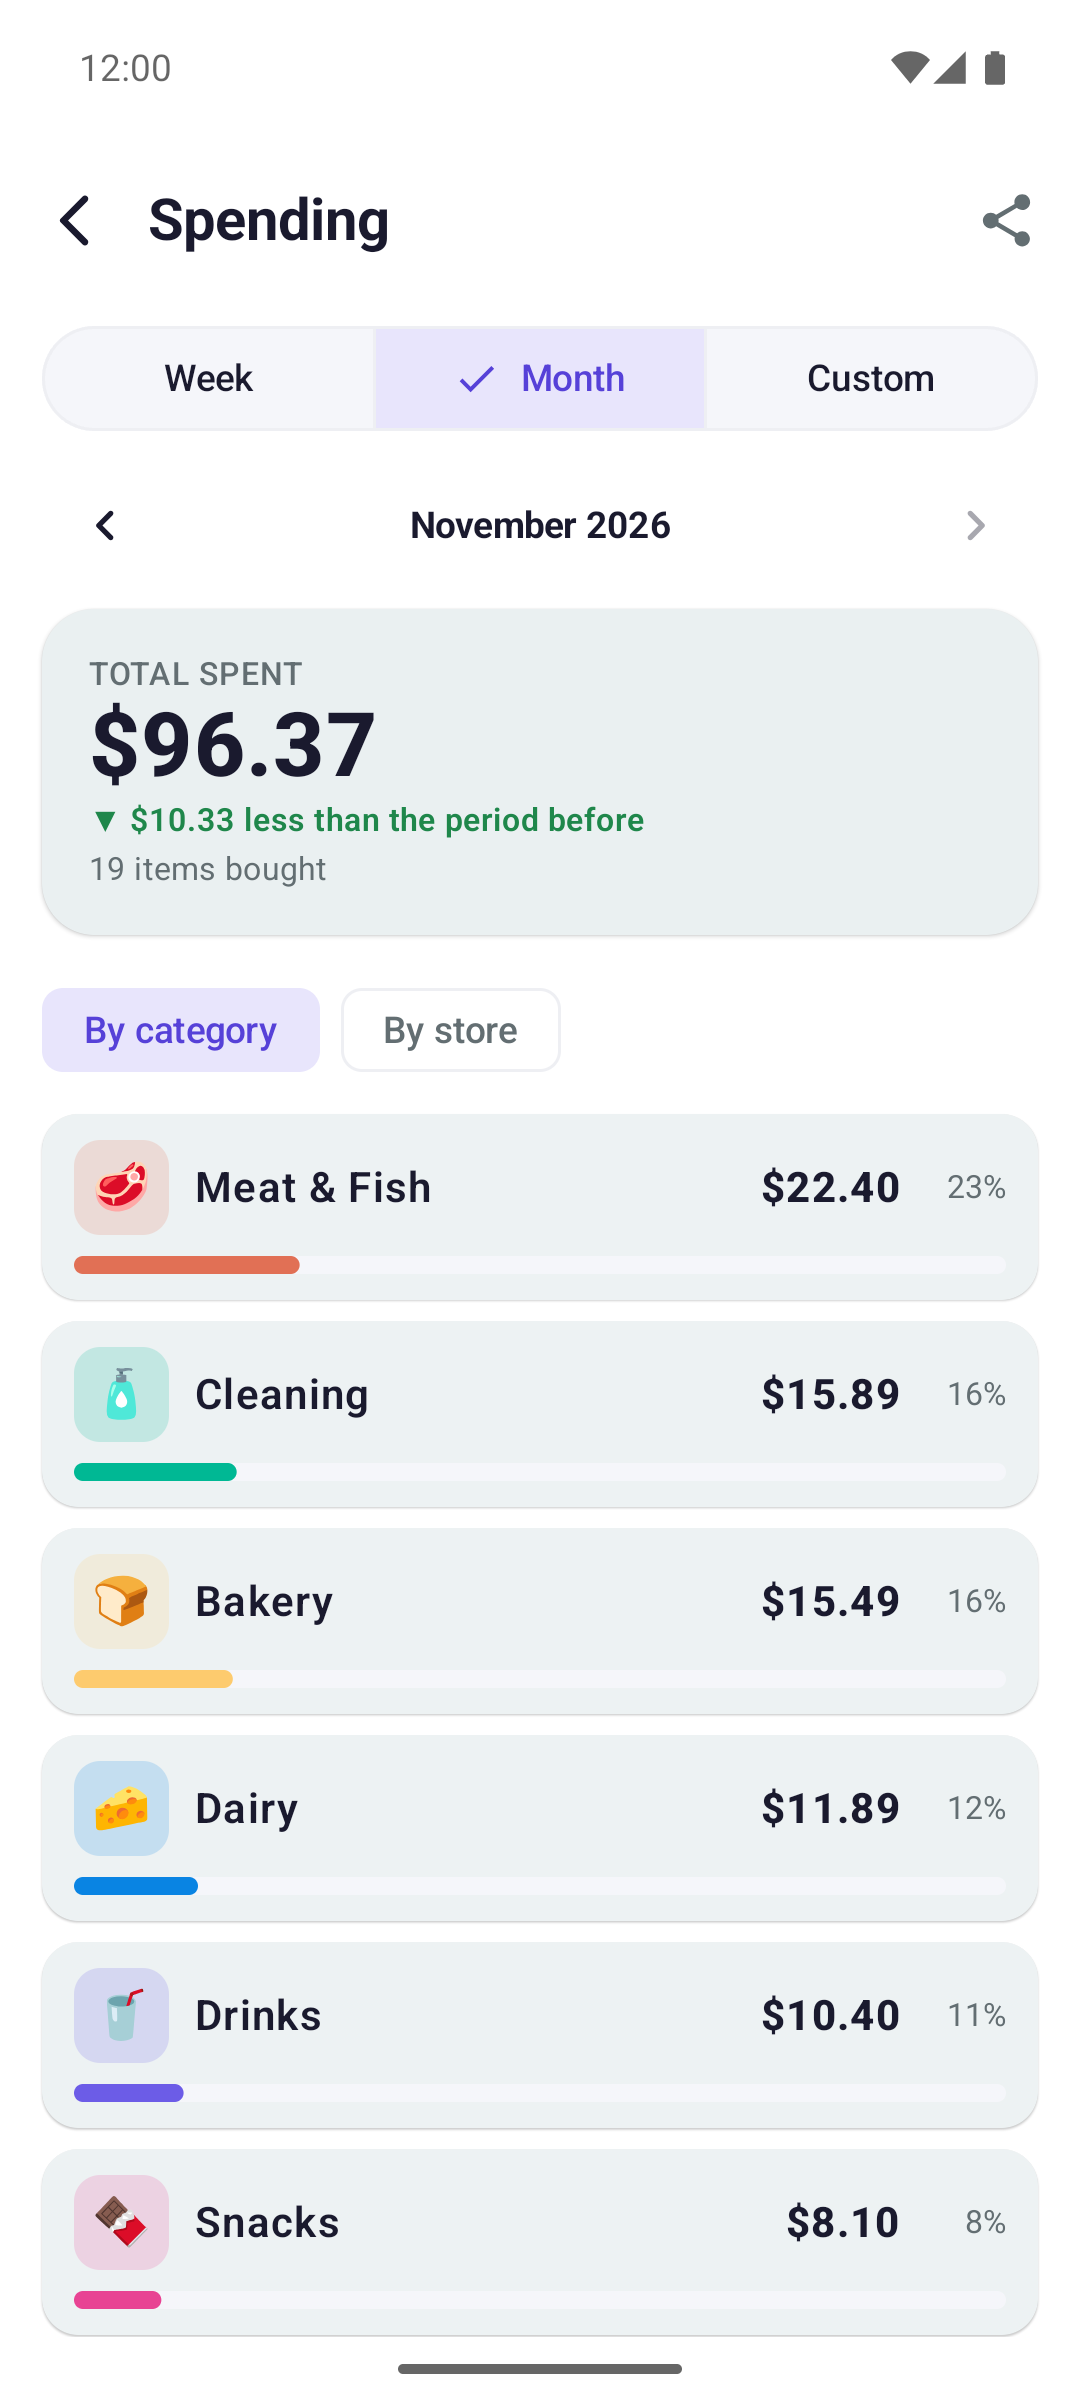 12:00
Spending
Week
Month
Custom
November 2026
TOTAL SPENT
$96.37
▼ $10.33 less than the period before
19 items bought
By category
By store
Meat & Fish
$22.40
23%
Cleaning
$15.89
16%
Bakery
$15.49
16%
Dairy
$11.89
12%
Drinks
$10.40
11%
Snacks
$8.10
8%